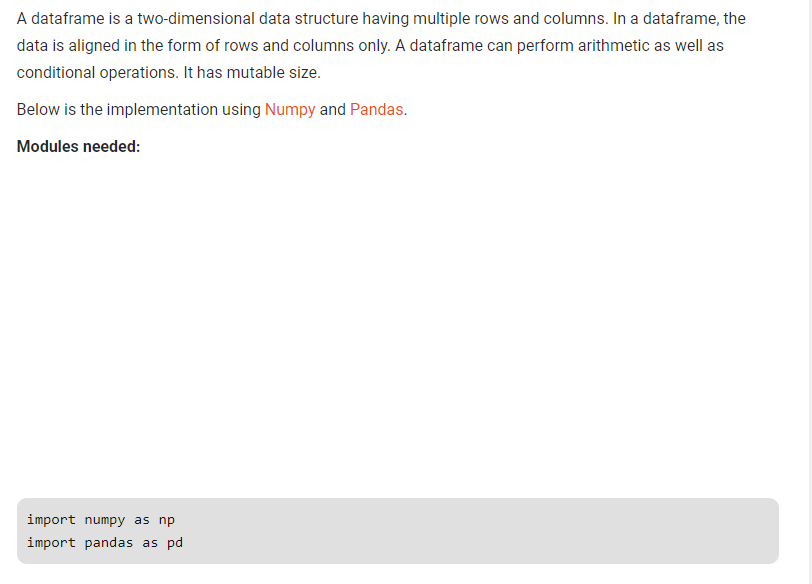 A dataframe is a two-dimensional data structure having multiple rows and columns. In a dataframe, the
data is aligned in the form of rows and columns only. A dataframe can perform arithmetic as well as
conditional operations. It has mutable size.
Below is the implementation using Numpy and Pandas.
Modules needed:
import numpy as np
import pandas as pd